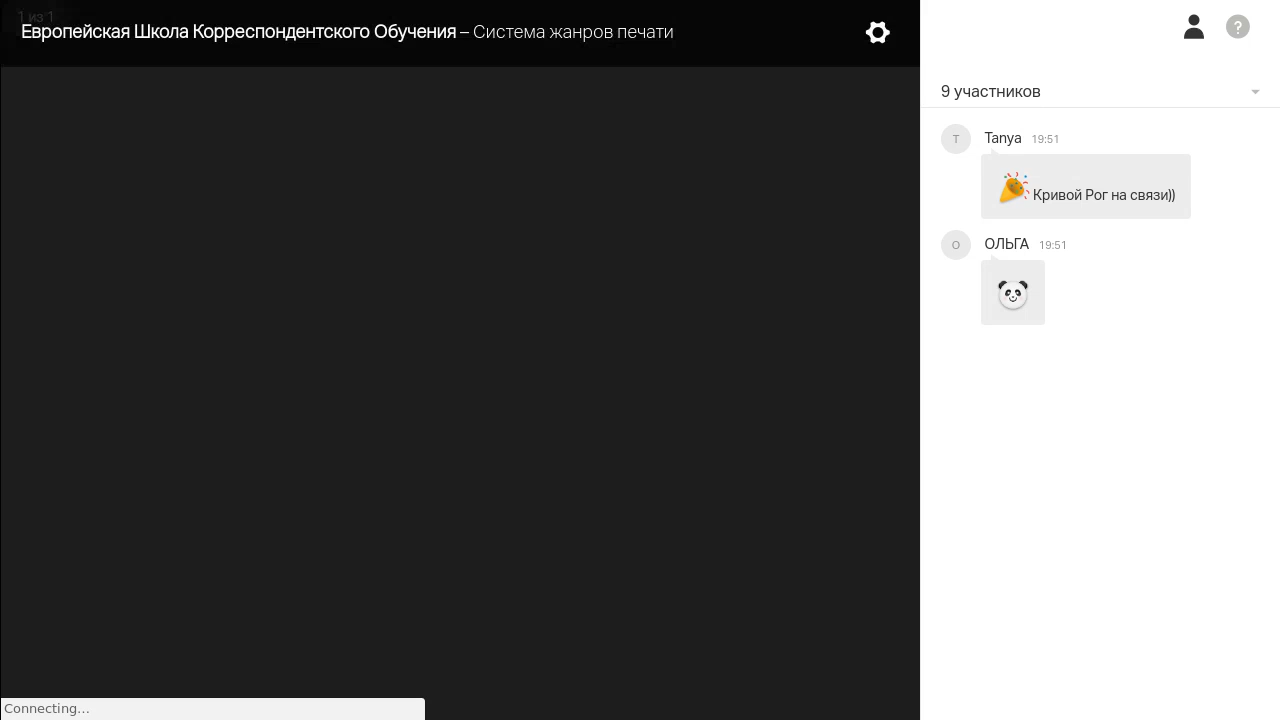 1 из 1
Европейская Школа Корреспондентского Обучения – Система жанров печати
9 участников
T
Tanya 19:51
Кривой Рог на связи))
О
ОЛЬГА 19:51
Connecting...